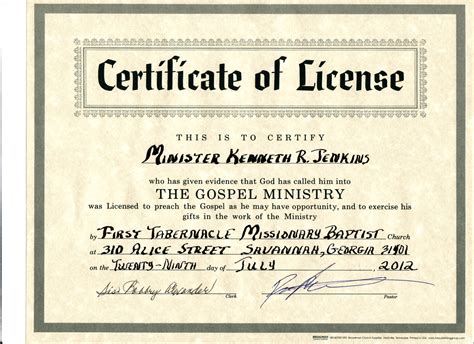 Certificate of License
THIS IS TO CERTIFY
MINISTER KENNETH R. JENKINS
who has given evidence that God has called him into
THE GOSPEL MINISTRY
was Licensed to preach the Gospel as he may have opportunity, and to exercise his
gifts in the work of the Ministry
by FIRST TABERNACLE MISSIONARY BAPTIST Church
at 310 ALICE STREET SAVANNAH, GEORGIA 31401
on the TWENTY-NINTH day of JULY 2012
Clerk Pastor